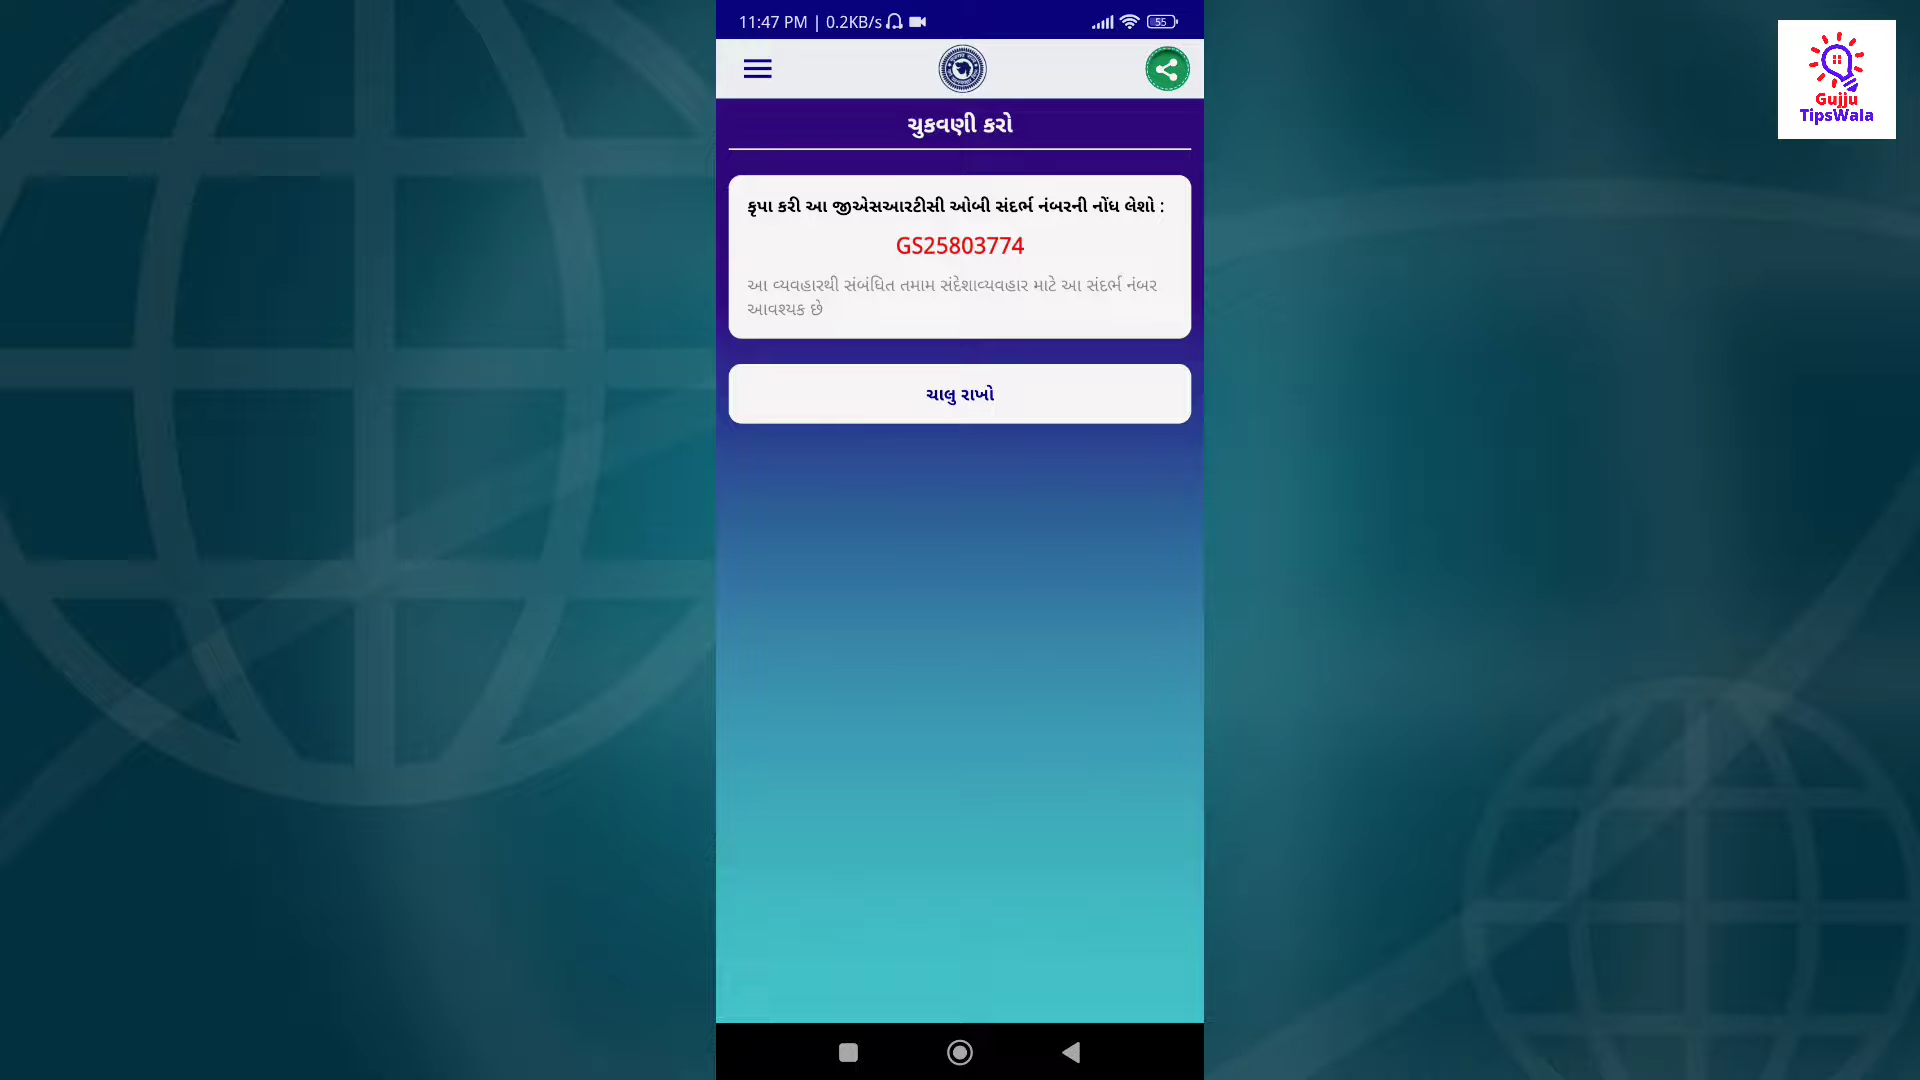 11:47 PM | 0.2KB/s
55
Gujju
TipsWala
ચુકવણી કરો
કૃપા કરી આ જીએસઆરટીસી ઓબી સંદર્ભ નંબરની નોંધ લેશો :
GS25803774
આ વ્યવહારથી સંબંધિત તમામ સંદેશાવ્યવહાર માટે આ સંદર્ભ નંબર
આવશ્યક છે
ચાલુ રાખો